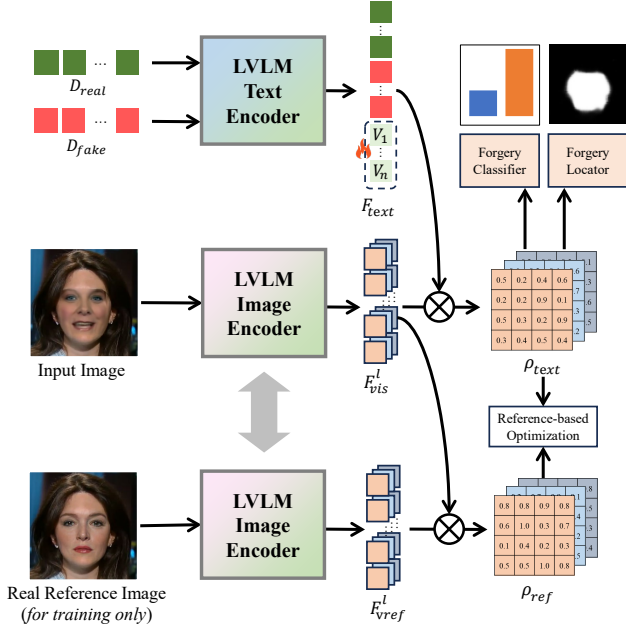 D_real
D_fake
LVLM
Text
Encoder
V_1
V_n
F_text
Forgery
Classifier
Forgery
Locator
Input Image
LVLM
Image
Encoder
F_vis^l
0.5 0.2 0.4 0.6
0.2 0.2 0.9 0.1
0.5 0.3 0.2 0.9
0.3 0.4 0.5 0.4
ρ_text
Reference-based
Optimization
Real Reference Image
(for training only)
LVLM
Image
Encoder
F_vref^l
0.8 0.8 0.9 0.8
0.6 1.0 0.3 0.7
0.1 0.4 0.2 0.3
0.5 0.5 1.0 0.8
ρ_ref